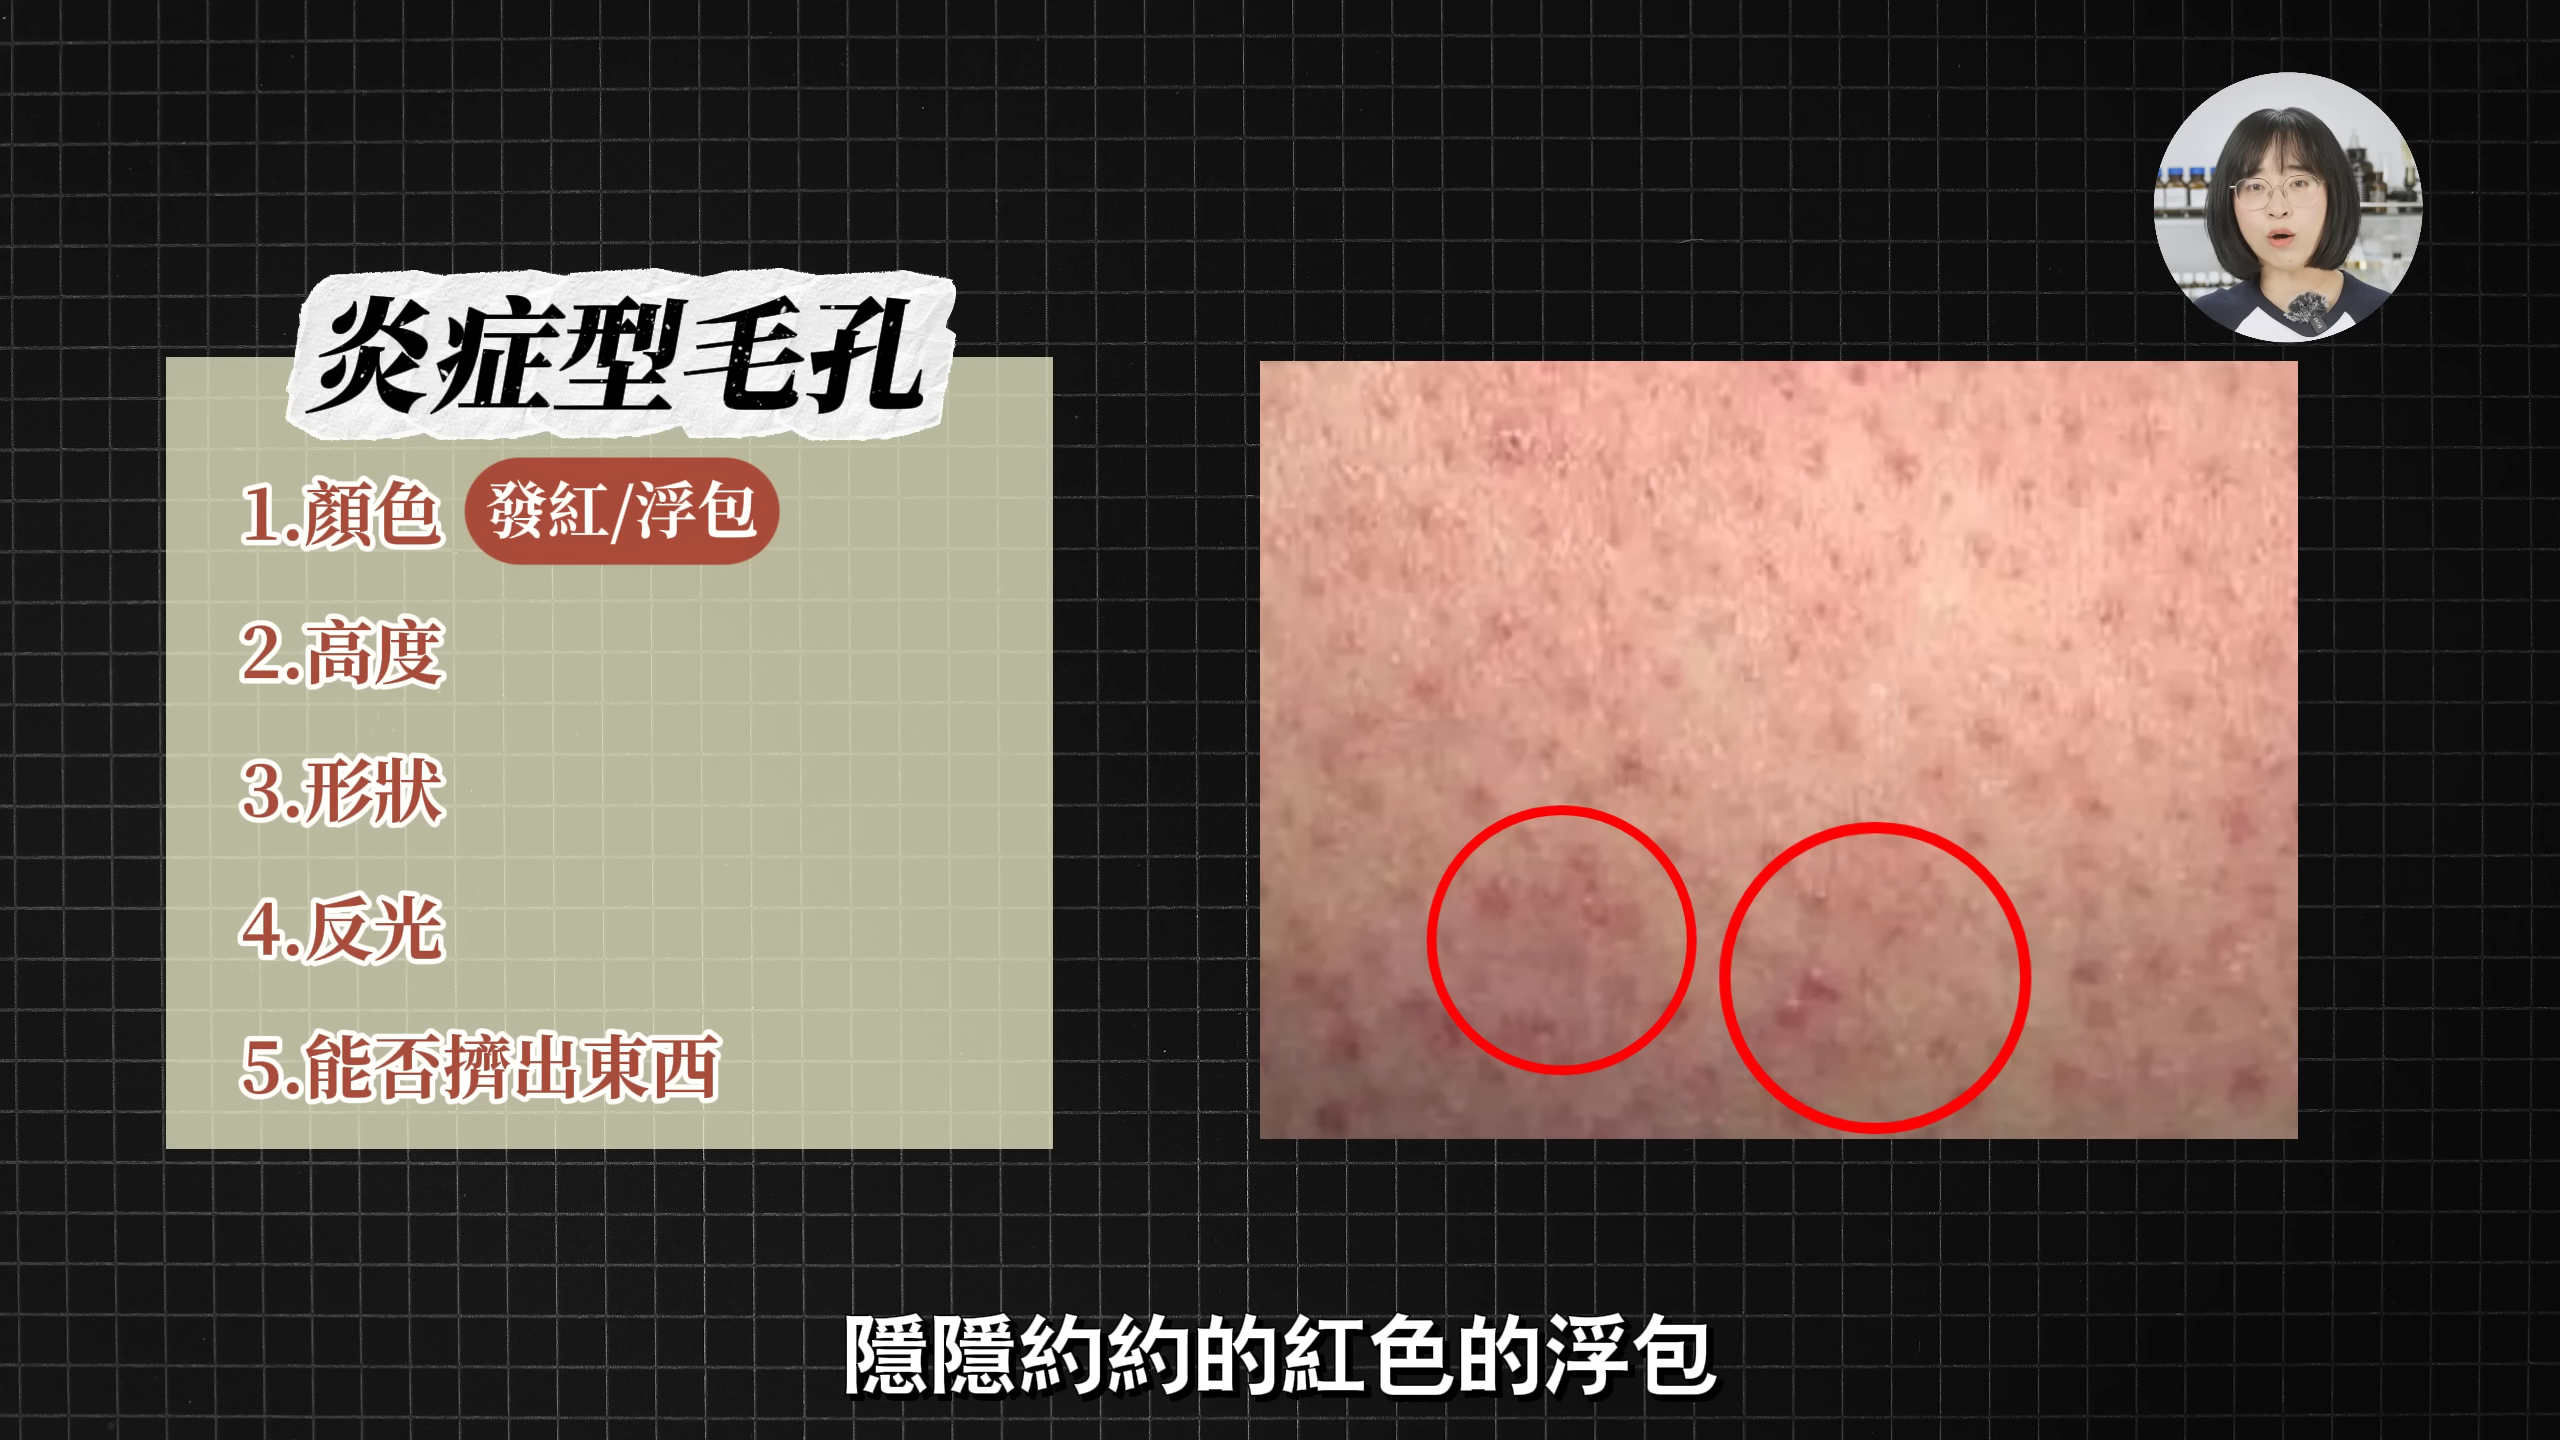 炎症型毛孔
1.顏色 發紅/浮包
2.高度
3.形狀
4.反光
5.能否擠出東西
隱隱約約的紅色的浮包